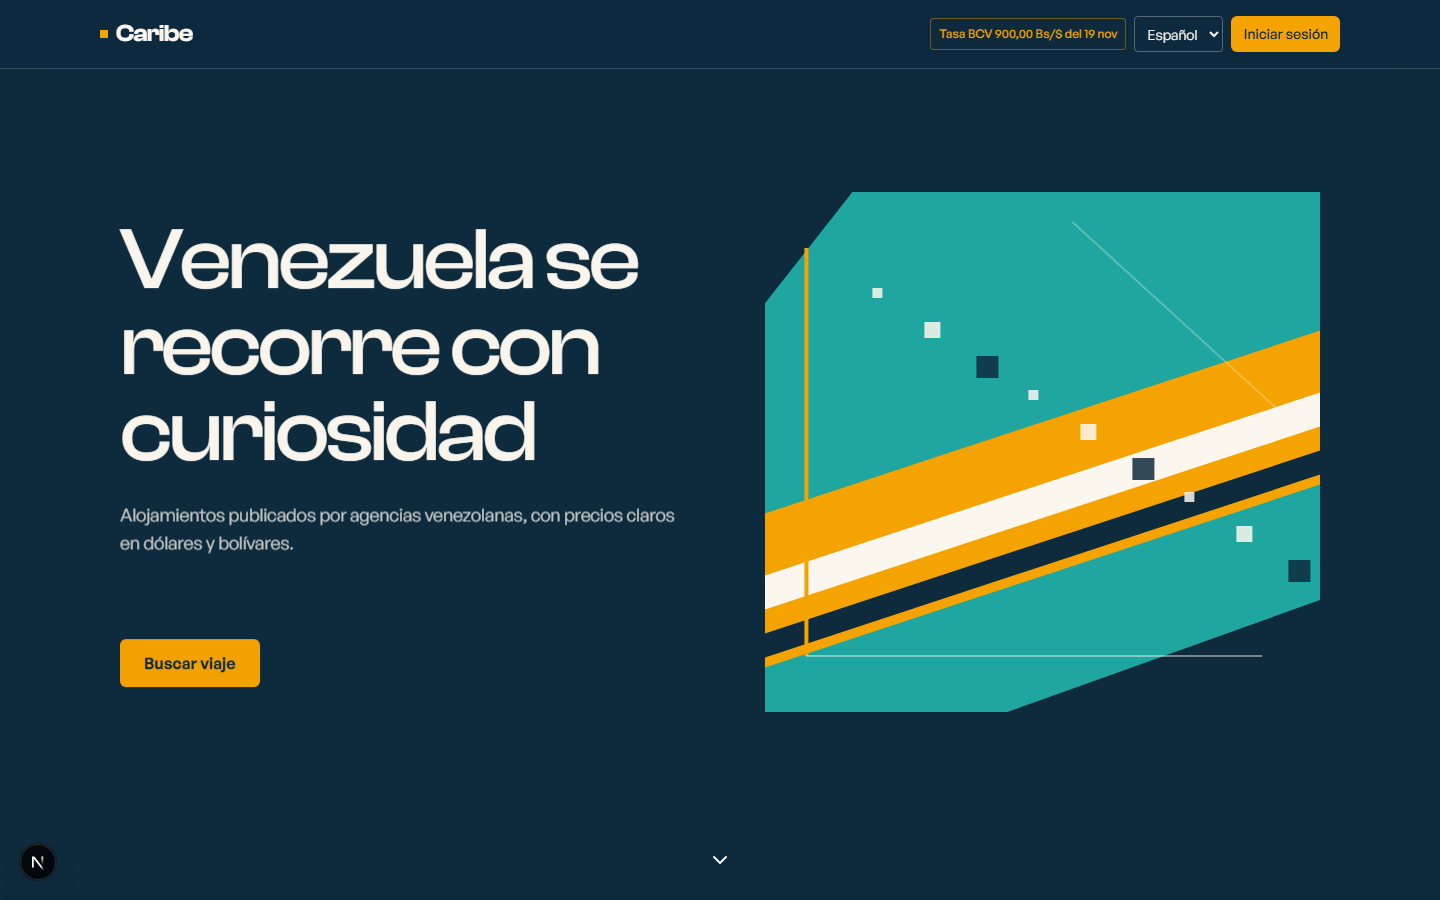 Caribe
Tasa BCV 900,00 Bs/$ del 19 nov
Español
Iniciar sesión
Venezuela se
recorre con
curiosidad
Alojamientos publicados por agencias venezolanas, con precios claros
en dólares y bolívares.
Buscar viaje
N